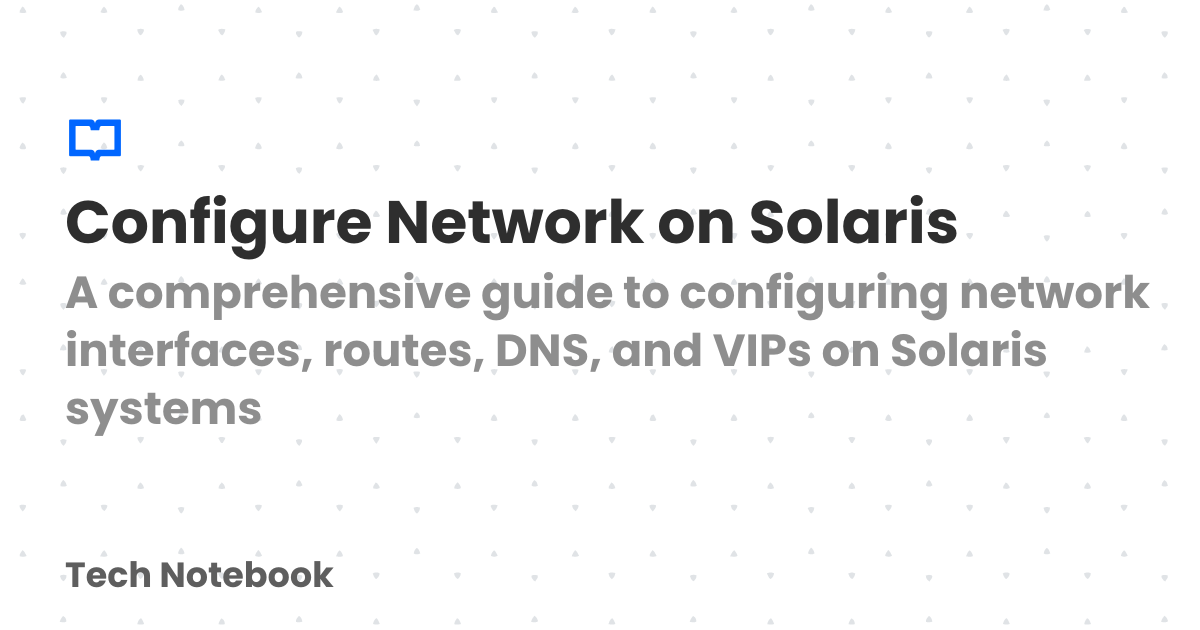 Configure Network on Solaris
A comprehensive guide to configuring network
interfaces, routes, DNS, and VIPs on Solaris
systems
Tech Notebook